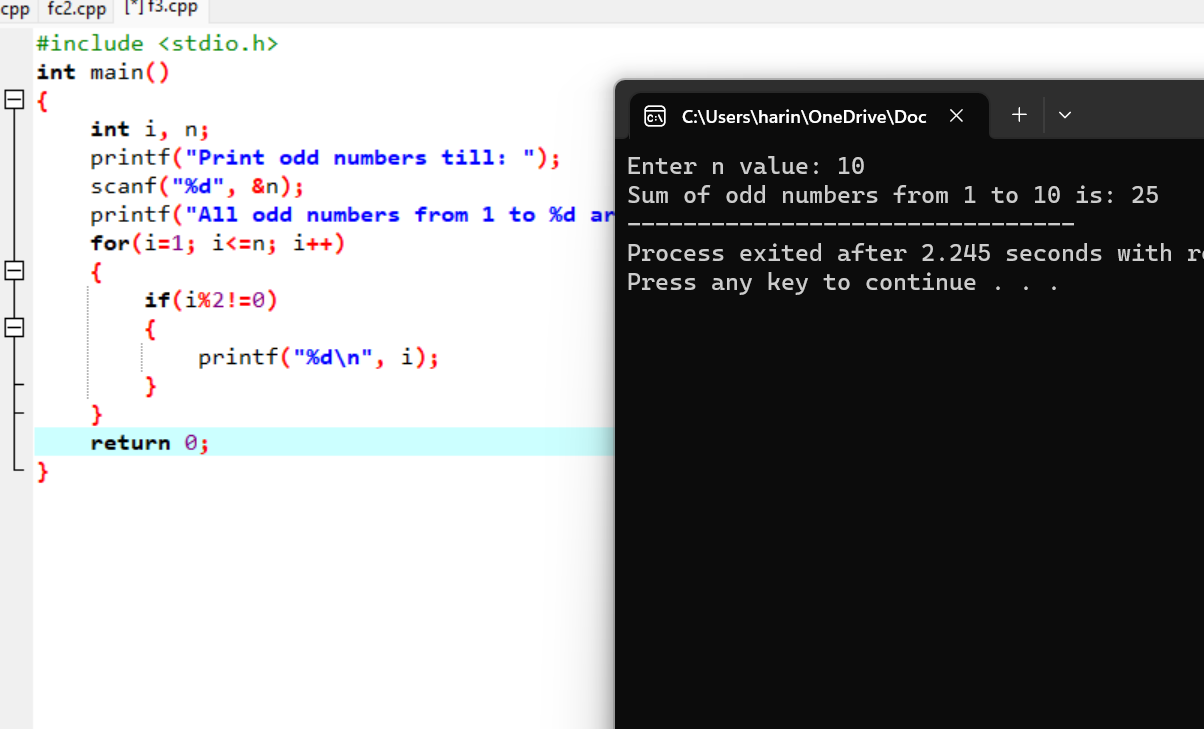 cpp fc2.cpp [*] f3.cpp
#include <stdio.h>
int main()
{
int i, n;
printf("Print odd numbers till: ");
scanf("%d", &n);
printf("All odd numbers from 1 to %d ar
for(i=1; i<=n; i++)
{
if(i%2!=0)
{
printf("%d\n", i);
}
}
return 0;
}
C:\Users\harin\OneDrive\Doc
Enter n value: 10
Sum of odd numbers from 1 to 10 is: 25
--------------------------------
Process exited after 2.245 seconds with re
Press any key to continue . . .